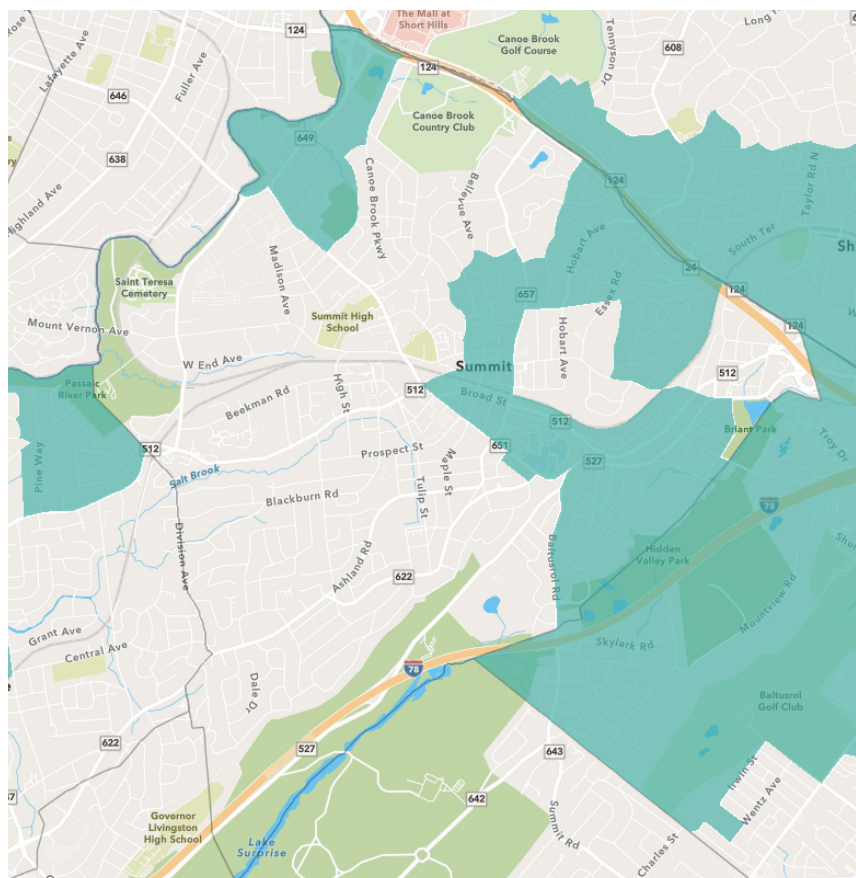 The Mall at
Short Hills
Canoe Brook
Golf Course
Tennyson Dr
608
124
Lafayette Ave
Fuller Ave
646
124
638
649
Canoe Brook
Country Club
Highland Ave
Canoe Brook Pkwy
Bellevue Ave
124
Taylor Rd N
South Ter
Hobart Ave
Essex Rd
24
124
124
Saint Teresa
Cemetery
Madison Ave
657
Mount Vernon Ave
Summit High
School
Hobart Ave
W End Ave
Summit
512
512
Passaic
River Park
Beekman Rd
High St
Broad St
512
Briant Park
Pine Way
512
Prospect St
651
Maple St
527
Troy Dr
Salt Brook
Blackburn Rd
Tulip St
78
Division Ave
Ashland Rd
622
Baltusrol Rd
Hidden
Valley Park
Mountview Rd
Grant Ave
Central Ave
Skylark Rd
78
Dale Dr
Baltusrol
Golf Club
622
527
643
Irwin St
Wentz Ave
642
Governor
Livingston
High School
Lake
Surprise
Summit Rd
Charles St